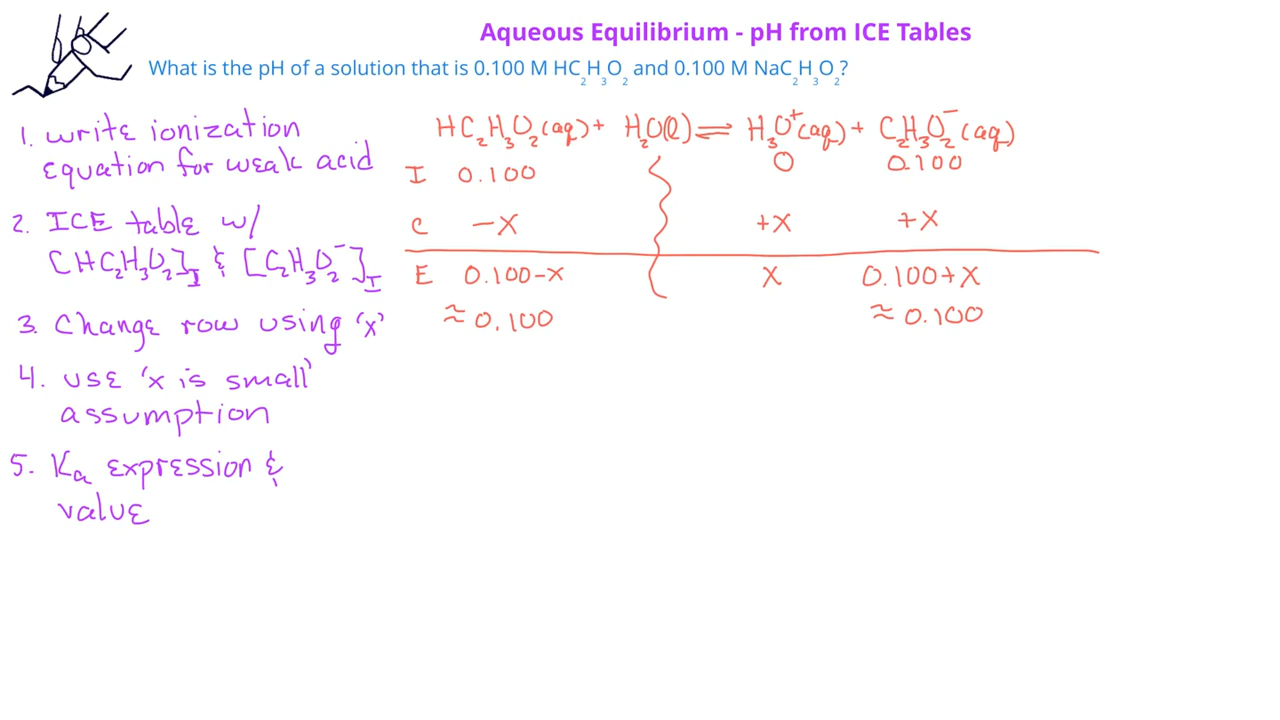 Aqueous Equilibrium - pH from ICE Tables
What is the pH of a solution that is 0.100 M HC₂H₃O₂ and 0.100 M NaC₂H₃O₂?
1. write ionization
equation for weak acid
2. ICE table w/
[HC₂H₃O₂]I & [C₂H₃O₂⁻]I
3. Change row using 'x'
4. use 'x is small'
assumption
5. Ka expression &
value
HC₂H₃O₂(aq) + H₂O(l) ⇌ H₃O⁺(aq) + C₂H₃O₂⁻(aq)
I 0.100 0 0.100
C -x +x +x
E 0.100-x x 0.100+x
≈ 0.100 ≈ 0.100